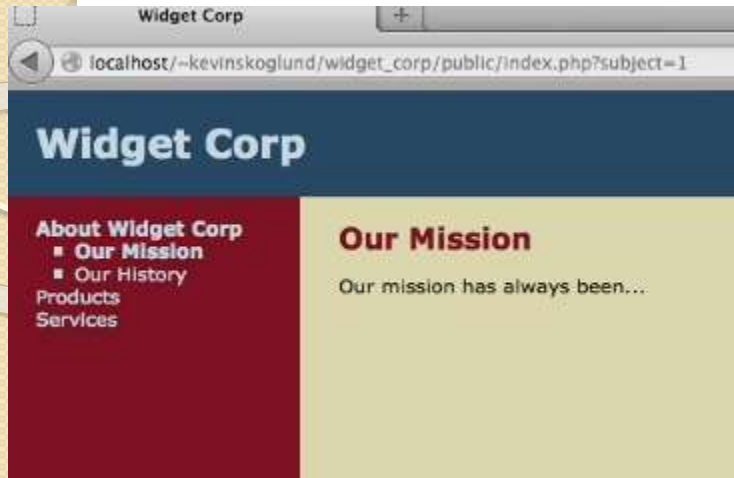 Widget Corp
localhost/~kevinskoglund/widget_corp/public/index.php?subject=1
Widget Corp
About Widget Corp
Our Mission
Our History
Products
Services
Our Mission
Our mission has always been...